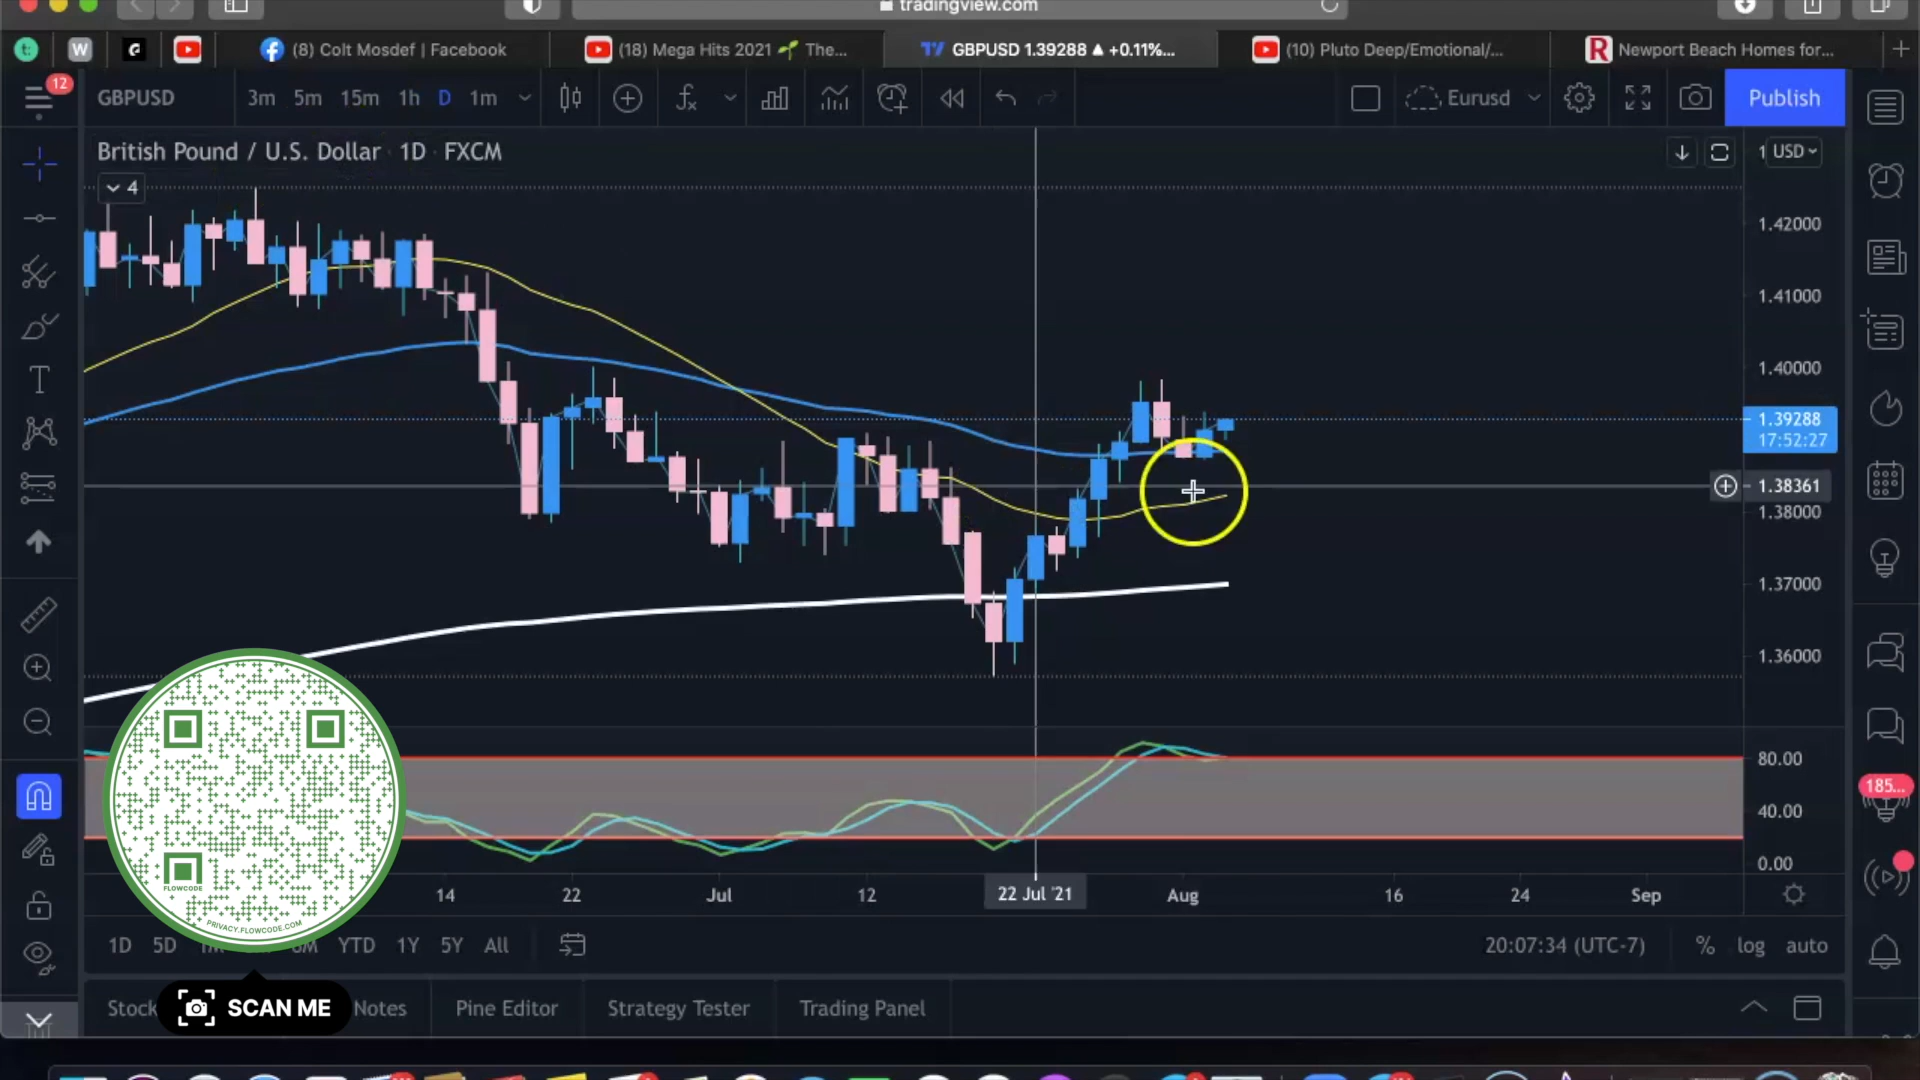 tradingview.com
t:
W
(8) Colt Mosdef | Facebook
(18) Mega Hits 2021 🌱 The...
GBPUSD 1.39288 ▲ +0.11%...
(10) Pluto Deep/Emotional/...
R
Newport Beach Homes for...
12
GBPUSD
3m
5m
15m
1h
D
1m
Eurusd
Publish
British Pound / U.S. Dollar
1D
FXCM
1
USD
4
1.42000
1.41000
1.40000
1.39288
17:52:27
1.38361
1.38000
1.37000
1.36000
80.00
40.00
0.00
185...
14
22
Jul
12
22 Jul '21
Aug
16
24
Sep
FLOWCODE
PRIVACY.FLOWCODE.COM
1D
5D
YTD
1Y
5Y
All
20:07:34 (UTC-7)
%
log
auto
Stock
SCAN ME
Notes
Pine Editor
Strategy Tester
Trading Panel